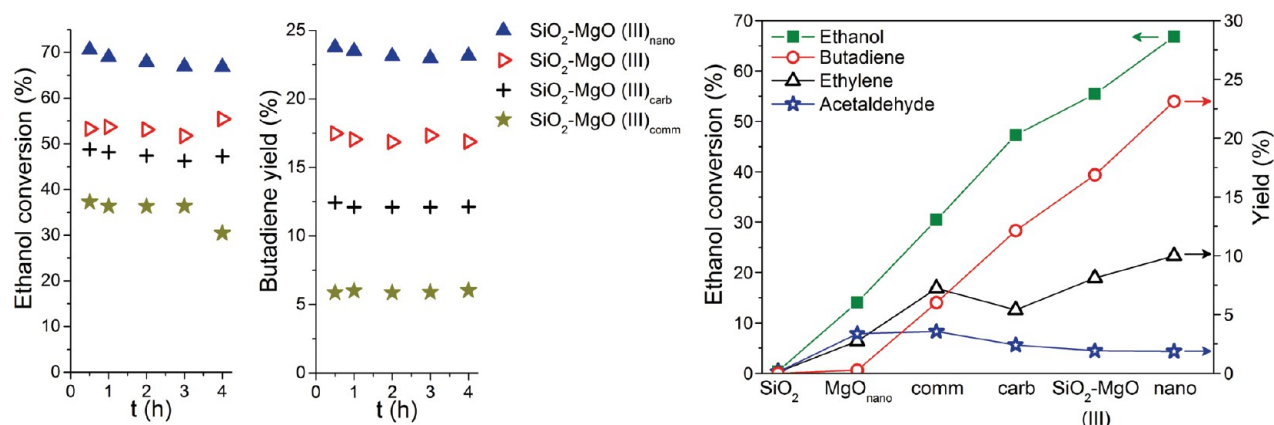 Ethanol conversion (%)
70
60
50
40
30
20
10
0
0 1 2 3 4
t (h)
Butadiene yield (%)
25
20
15
10
5
0
0 1 2 3 4
t (h)
SiO2-MgO (III)nano
SiO2-MgO (III)
SiO2-MgO (III)carb
SiO2-MgO (III)comm
Ethanol conversion (%)
70
60
50
40
30
20
10
0
Ethanol
Butadiene
Ethylene
Acetaldehyde
SiO2 MgOnano comm carb SiO2-MgO nano
(III)
30
25
20
15
10
5
0
Yield (%)